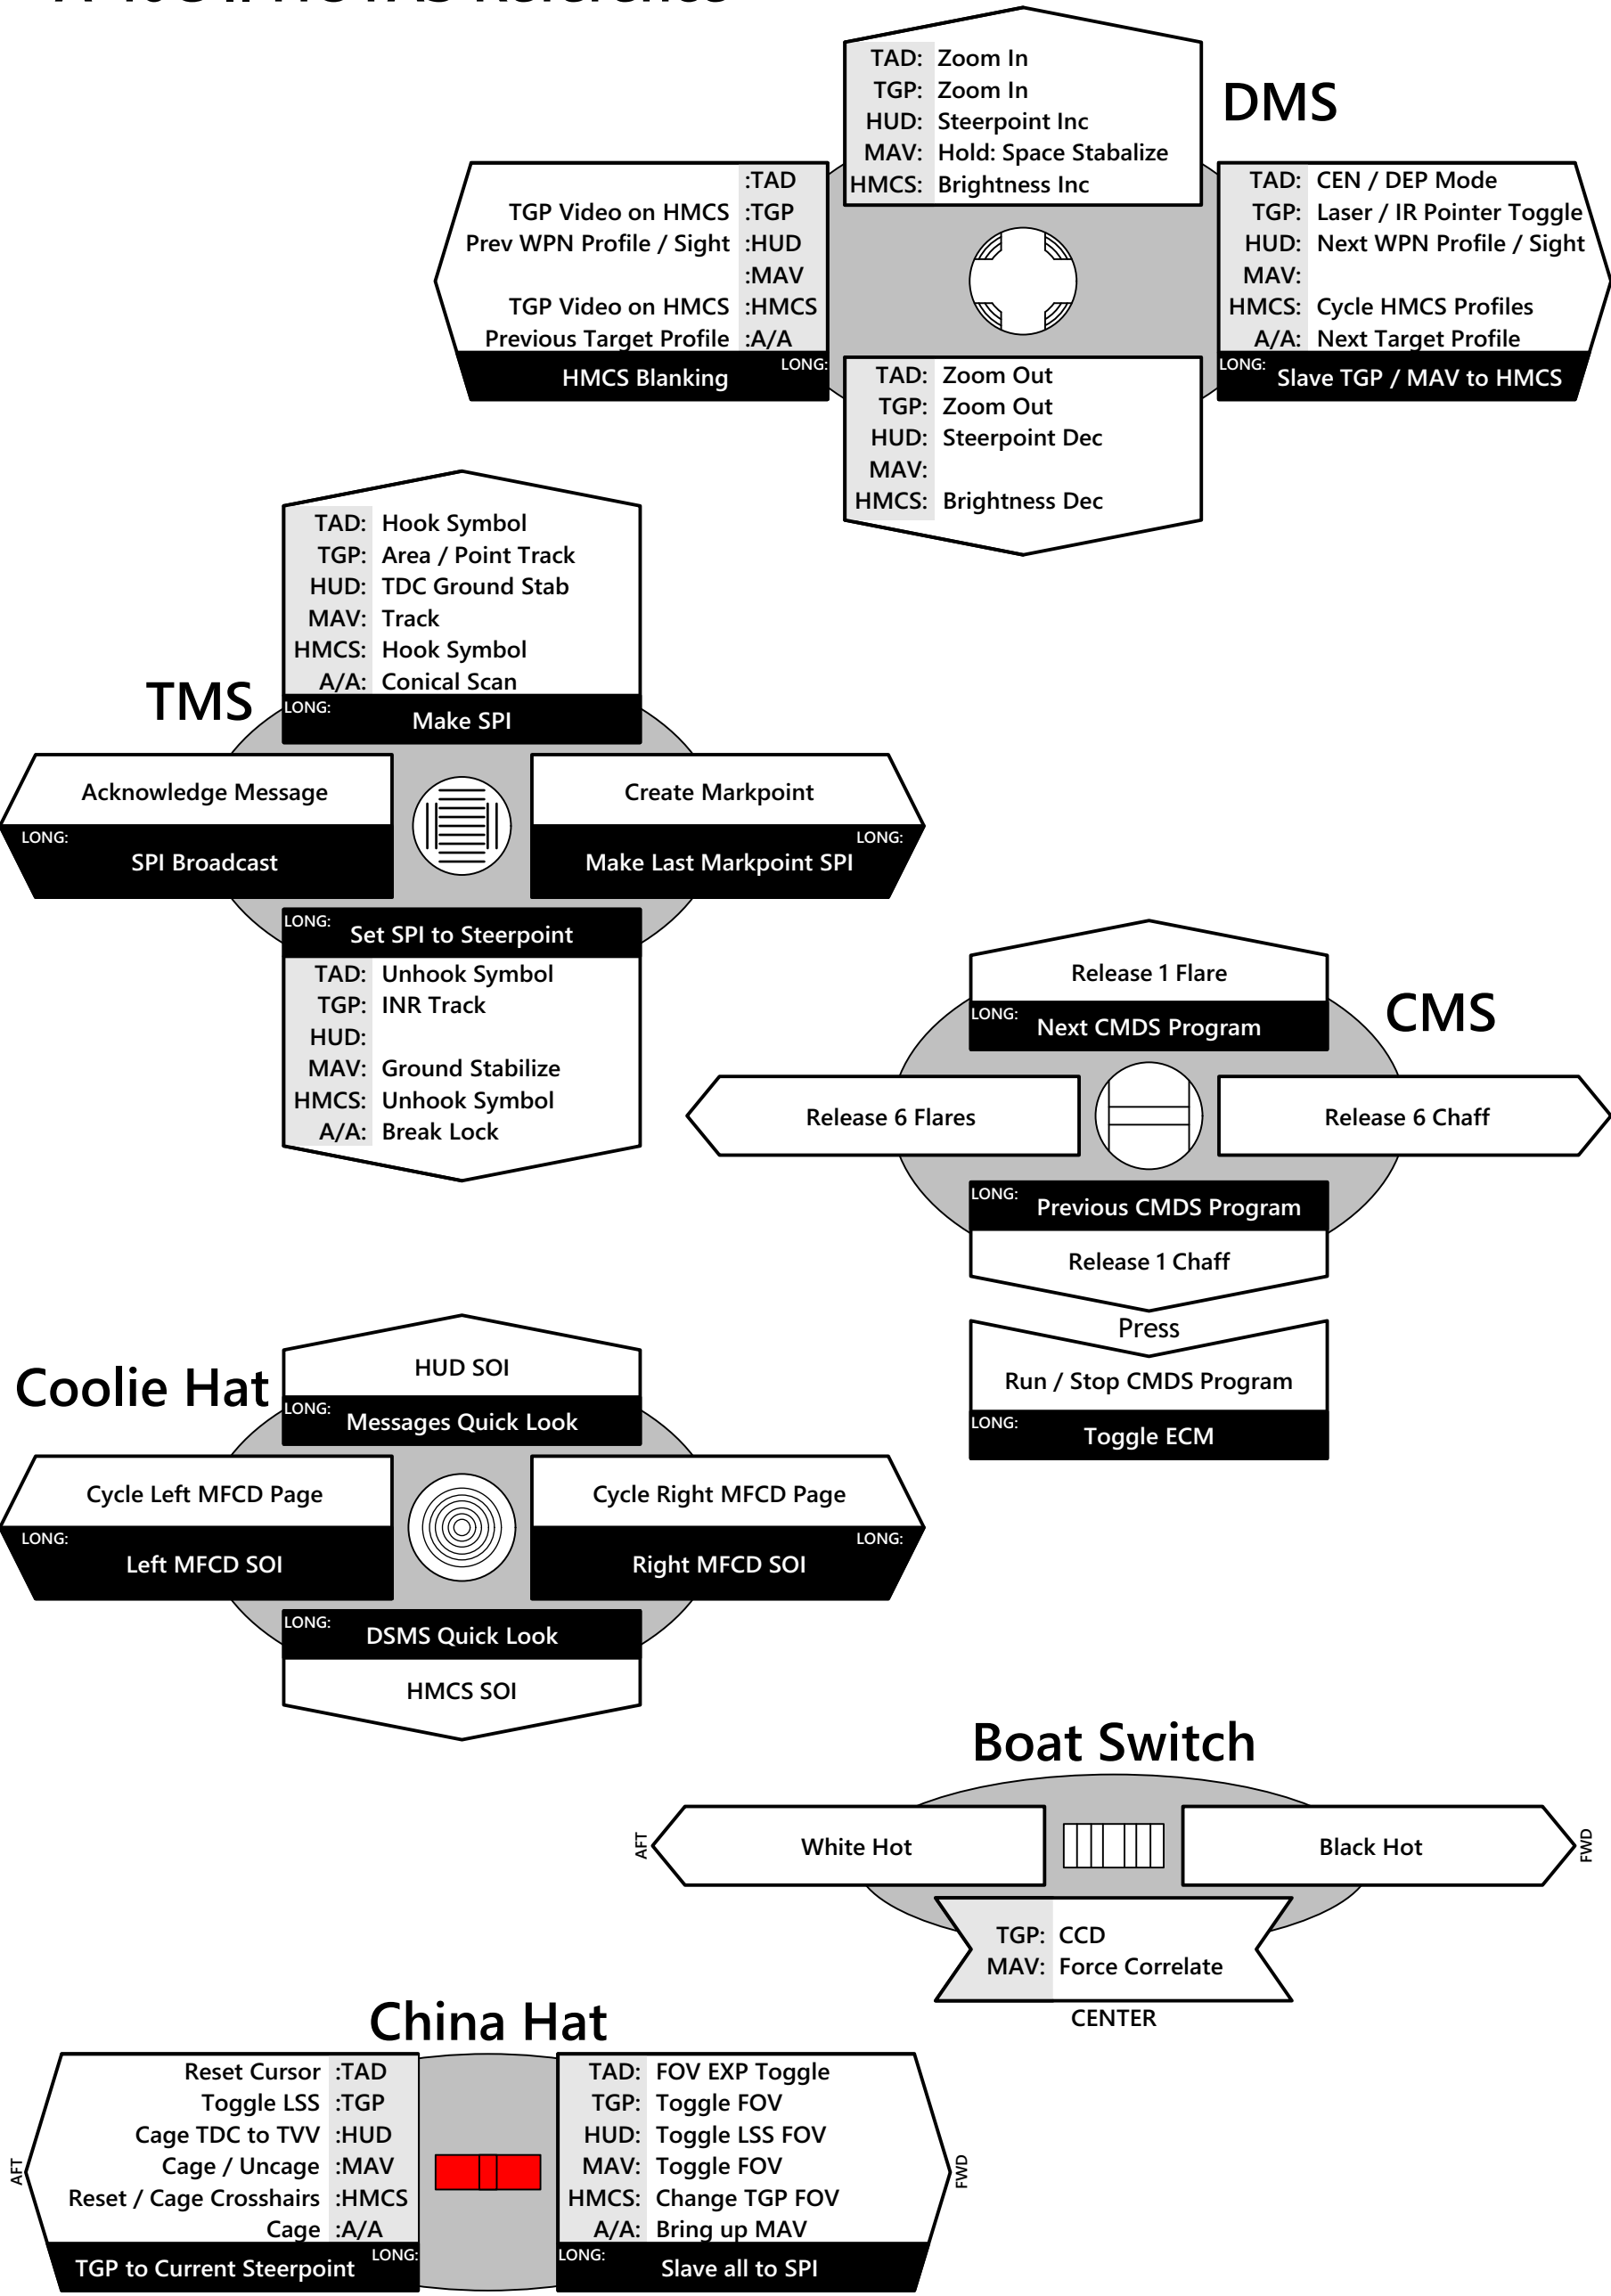 Reference
DMS
TAD: Zoom In
TGP: Zoom In
HUD: Steerpoint Inc
MAV: Hold: Space Stabalize
HMCS: Brightness Inc
:TAD
TGP Video on HMCS :TGP
Prev WPN Profile / Sight :HUD
:MAV
TGP Video on HMCS :HMCS
Previous Target Profile :A/A
LONG:
HMCS Blanking
TAD: CEN / DEP Mode
TGP: Laser / IR Pointer Toggle
HUD: Next WPN Profile / Sight
MAV:
HMCS: Cycle HMCS Profiles
A/A: Next Target Profile
LONG:
Slave TGP / MAV to HMCS
TAD: Zoom Out
TGP: Zoom Out
HUD: Steerpoint Dec
MAV:
HMCS: Brightness Dec
TMS
TAD: Hook Symbol
TGP: Area / Point Track
HUD: TDC Ground Stab
MAV: Track
HMCS: Hook Symbol
A/A: Conical Scan
LONG:
Make SPI
Acknowledge Message
LONG:
SPI Broadcast
Create Markpoint
LONG:
Make Last Markpoint SPI
LONG:
Set SPI to Steerpoint
TAD: Unhook Symbol
TGP: INR Track
HUD:
MAV: Ground Stabilize
HMCS: Unhook Symbol
A/A: Break Lock
CMS
Release 1 Flare
LONG:
Next CMDS Program
Release 6 Flares
Release 6 Chaff
LONG:
Previous CMDS Program
Release 1 Chaff
Press
Run / Stop CMDS Program
LONG:
Toggle ECM
Coolie Hat
HUD SOI
LONG:
Messages Quick Look
Cycle Left MFCD Page
LONG:
Left MFCD SOI
Cycle Right MFCD Page
LONG:
Right MFCD SOI
LONG:
DSMS Quick Look
HMCS SOI
Boat Switch
AFT
White Hot
Black Hot
FWD
TGP: CCD
MAV: Force Correlate
CENTER
China Hat
AFT
Reset Cursor :TAD
Toggle LSS :TGP
Cage TDC to TVV :HUD
Cage / Uncage :MAV
Reset / Cage Crosshairs :HMCS
Cage :A/A
LONG:
TGP to Current Steerpoint
TAD: FOV EXP Toggle
TGP: Toggle FOV
HUD: Toggle LSS FOV
MAV: Toggle FOV
HMCS: Change TGP FOV
A/A: Bring up MAV
LONG:
Slave all to SPI
FWD